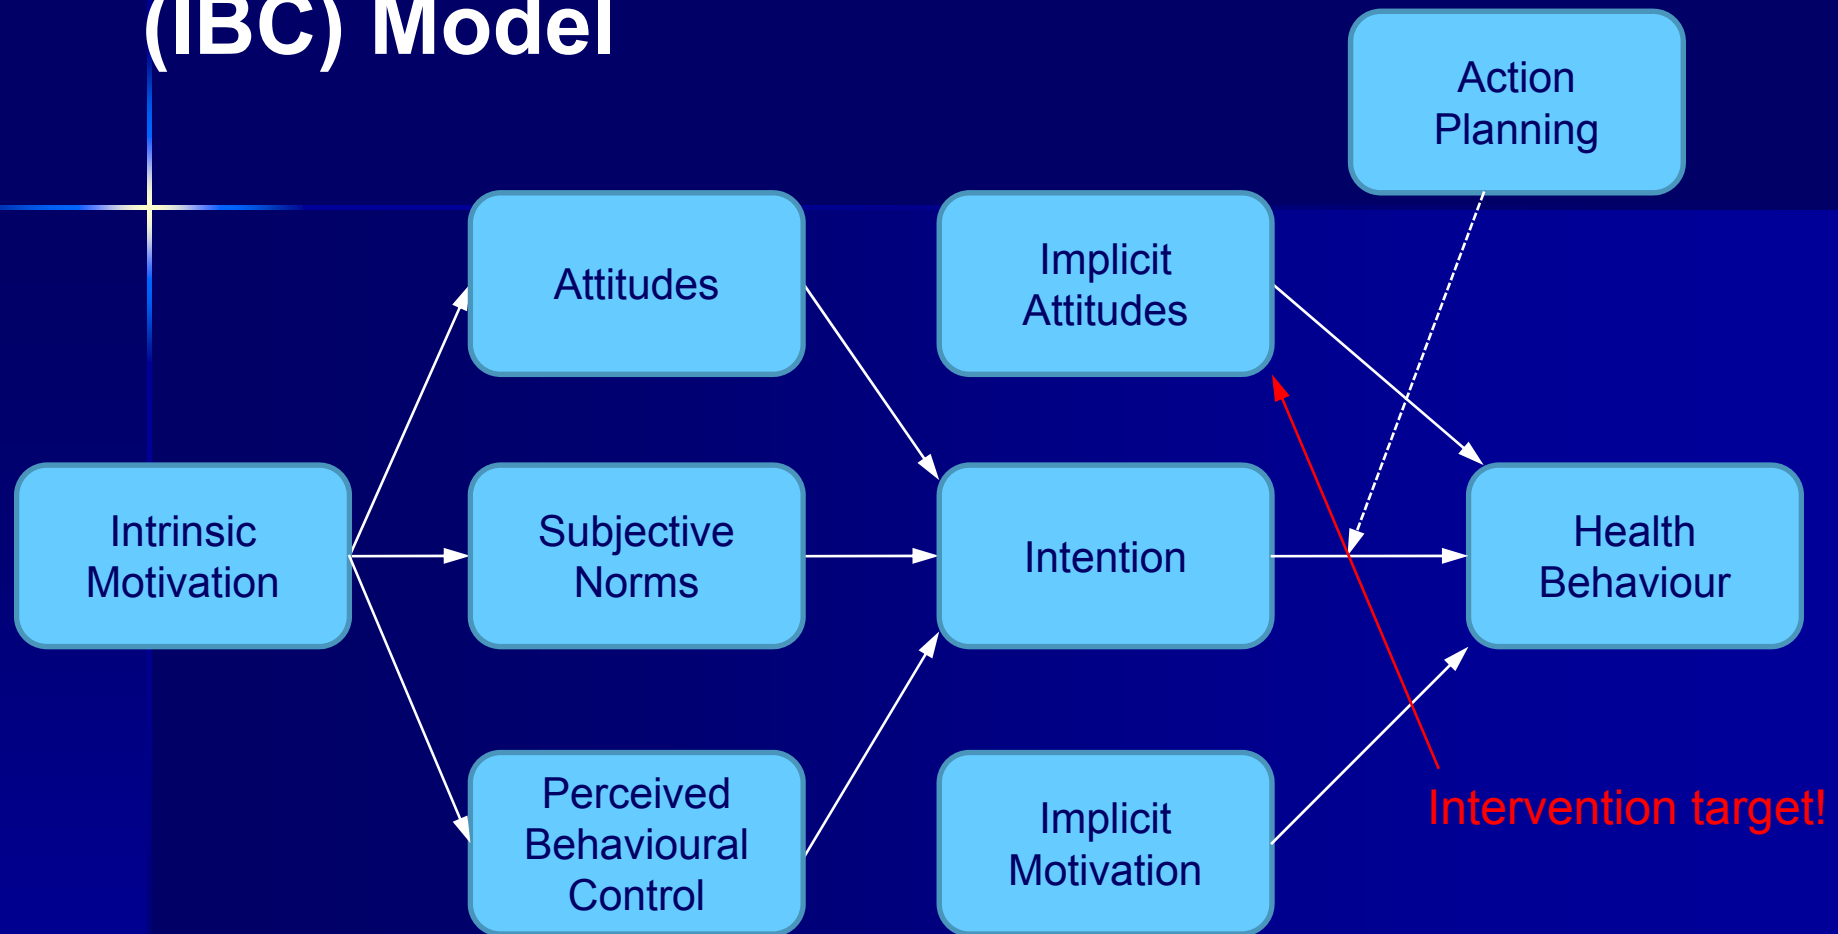 (IBC) Model
Action
Planning
Attitudes
Implicit
Attitudes
Intrinsic
Motivation
Subjective
Norms
Intention
Health
Behaviour
Perceived
Behavioural
Control
Implicit
Motivation
Intervention target!